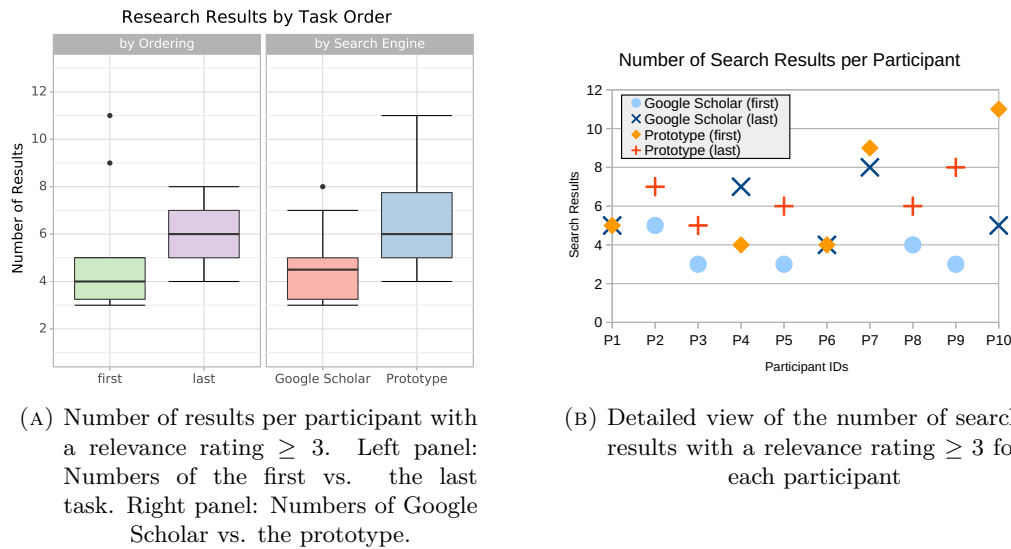 Research Results by Task Order
by Ordering
by Search Engine
Number of Results
12
10
8
6
4
2
first
last
Google Scholar
Prototype
(A) Number of results per participant with
a relevance rating ≥ 3. Left panel:
Numbers of the first vs. the last
task. Right panel: Numbers of Google
Scholar vs. the prototype.
Number of Search Results per Participant
Google Scholar (first)
Google Scholar (last)
Prototype (first)
Prototype (last)
Search Results
12
10
8
6
4
2
0
P1 P2 P3 P4 P5 P6 P7 P8 P9 P10
Participant IDs
(B) Detailed view of the number of search
results with a relevance rating ≥ 3 fo
each participant